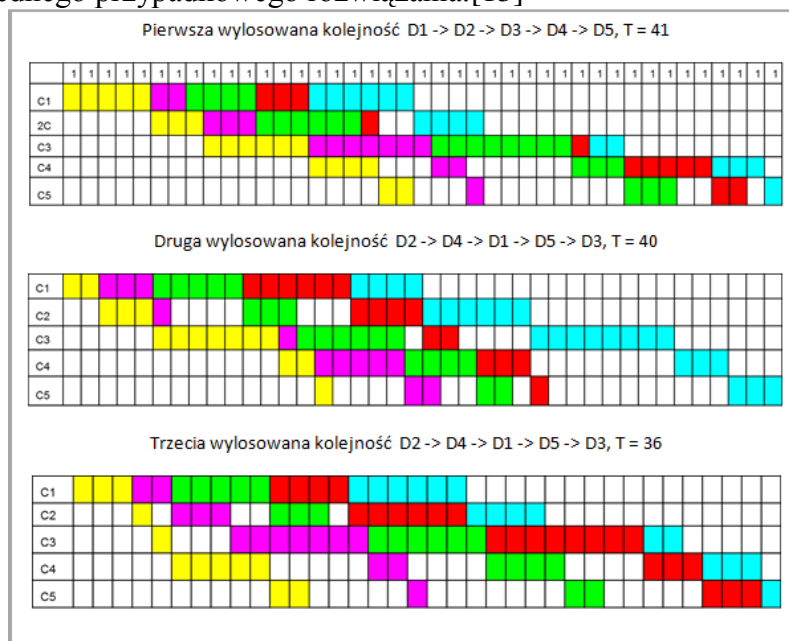 przypadkowego rozwiązania.
Pierwsza wylosowana kolejność D1 -> D2 -> D3 -> D4 -> D5, T = 41
1 1 1 1 1 1 1 1 1 1 1 1 1 1 1 1 1 1 1 1 1 1 1 1 1 1 1 1 1 1 1 1 1 1 1 1 1 1 1 1 1
C1
2C
C3
C4
C5
Druga wylosowana kolejność D2 -> D4 -> D1 -> D5 -> D3, T = 40
C1
C2
C3
C4
C5
Trzecia wylosowana kolejność D2 -> D4 -> D1 -> D5 -> D3, T = 36
C1
C2
C3
C4
C5